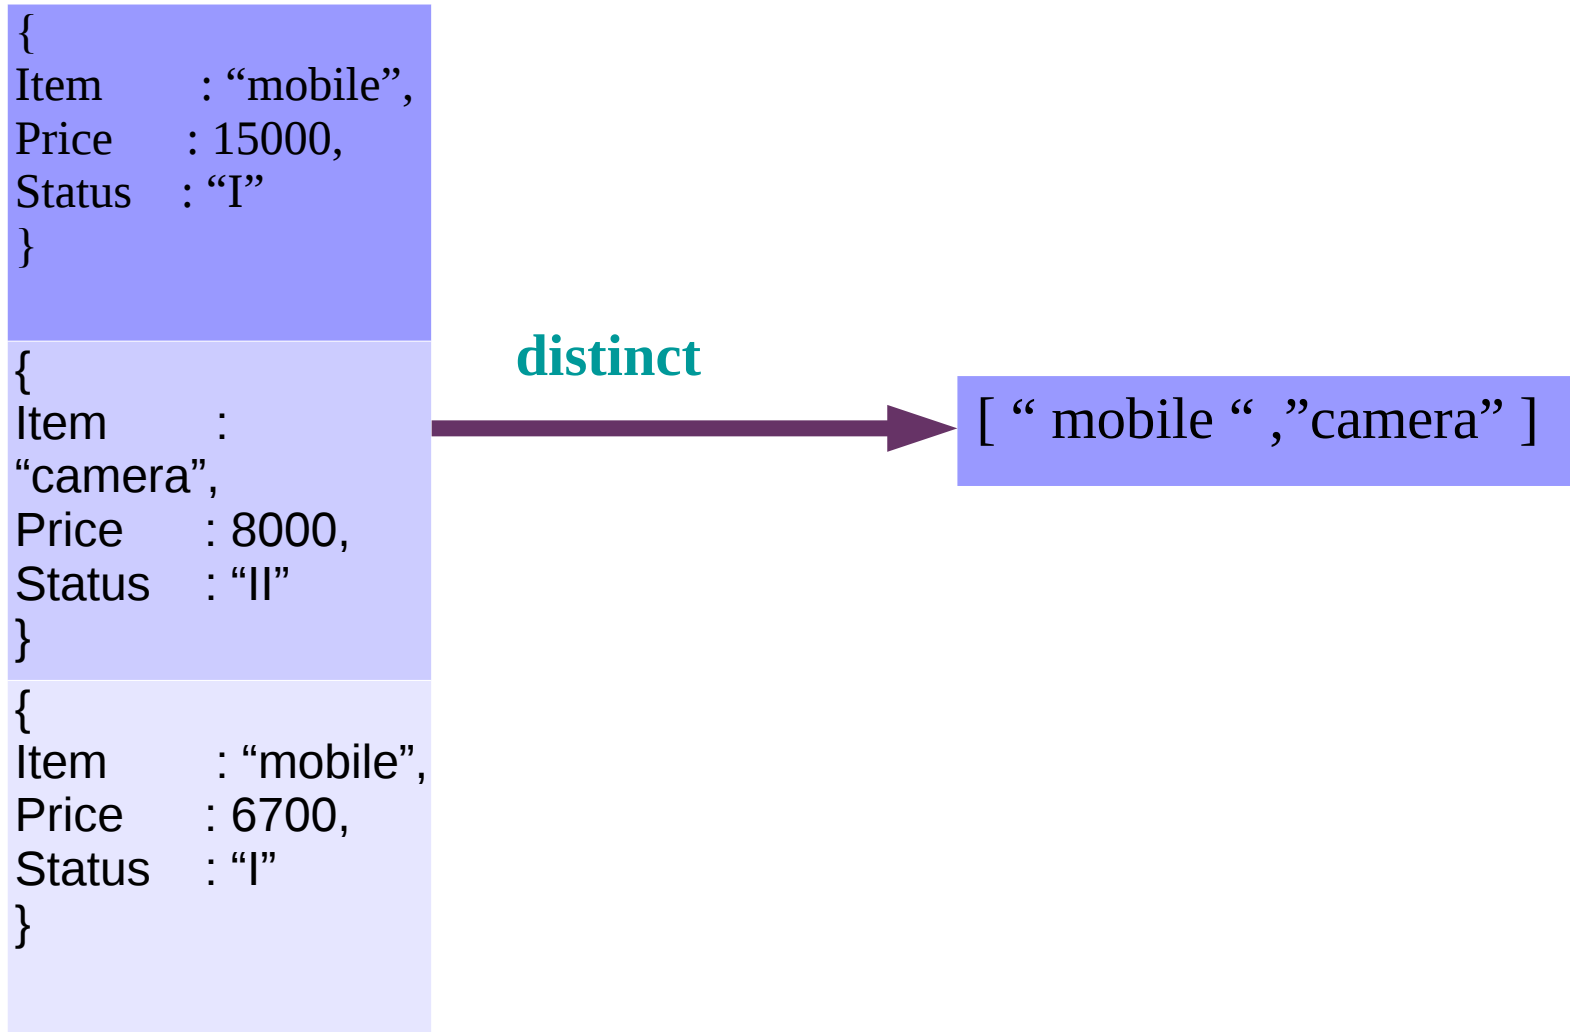 {
Item : “mobile”,
Price : 15000,
Status : “I”
}
{
Item :
“camera”,
Price : 8000,
Status : “II”
}
{
Item : “mobile”,
Price : 6700,
Status : “I”
}
distinct
[ “ mobile “ ,”camera” ]